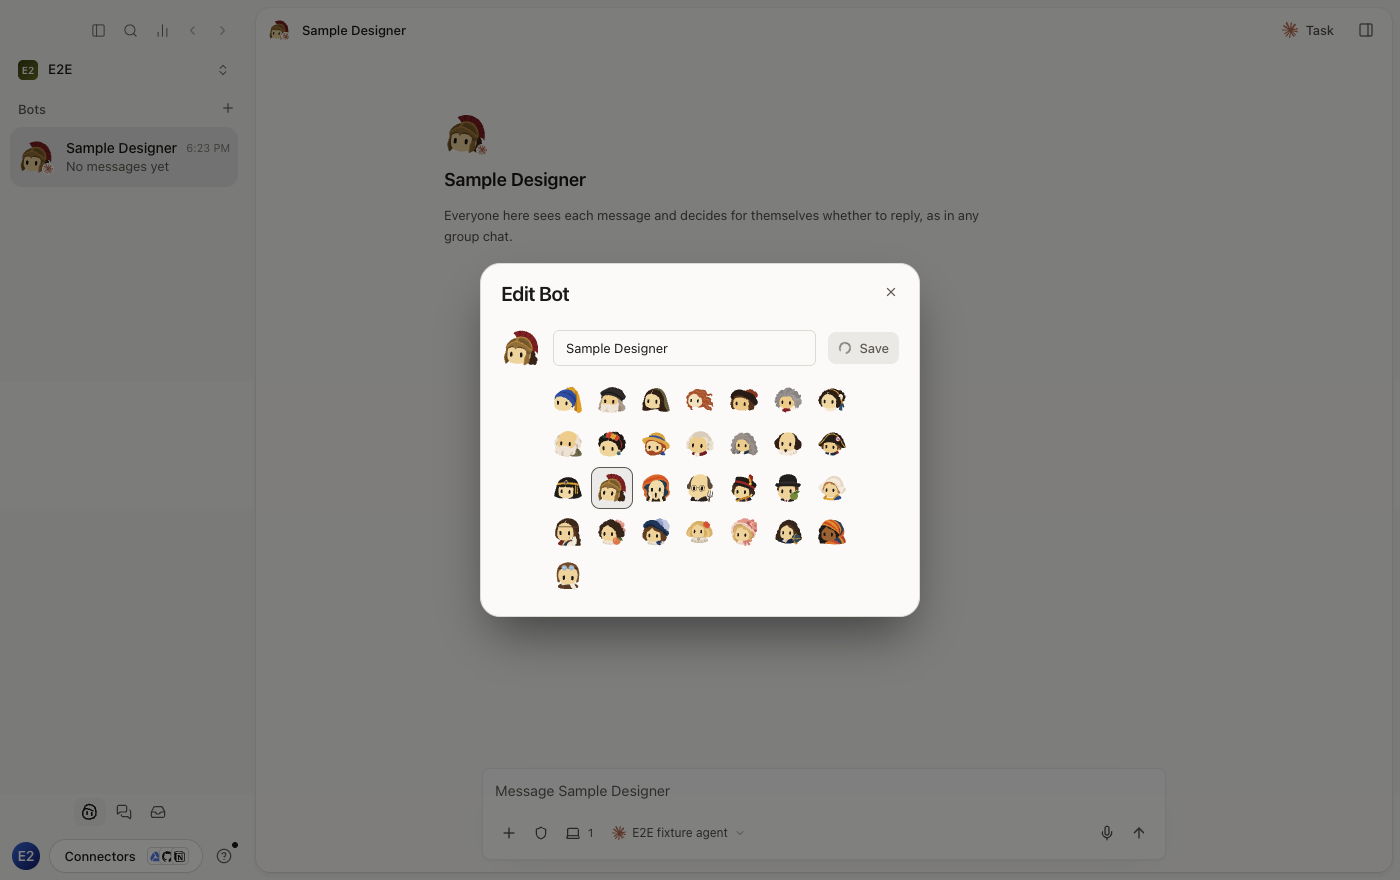 Sample Designer
Task
E2 E2E
Bots
Sample Designer 6:23 PM
No messages yet
Sample Designer
Everyone here sees each message and decides for themselves whether to reply, as in any
group chat.
Edit Bot
Sample Designer
Save
Message Sample Designer
1 E2E fixture agent
E2 Connectors